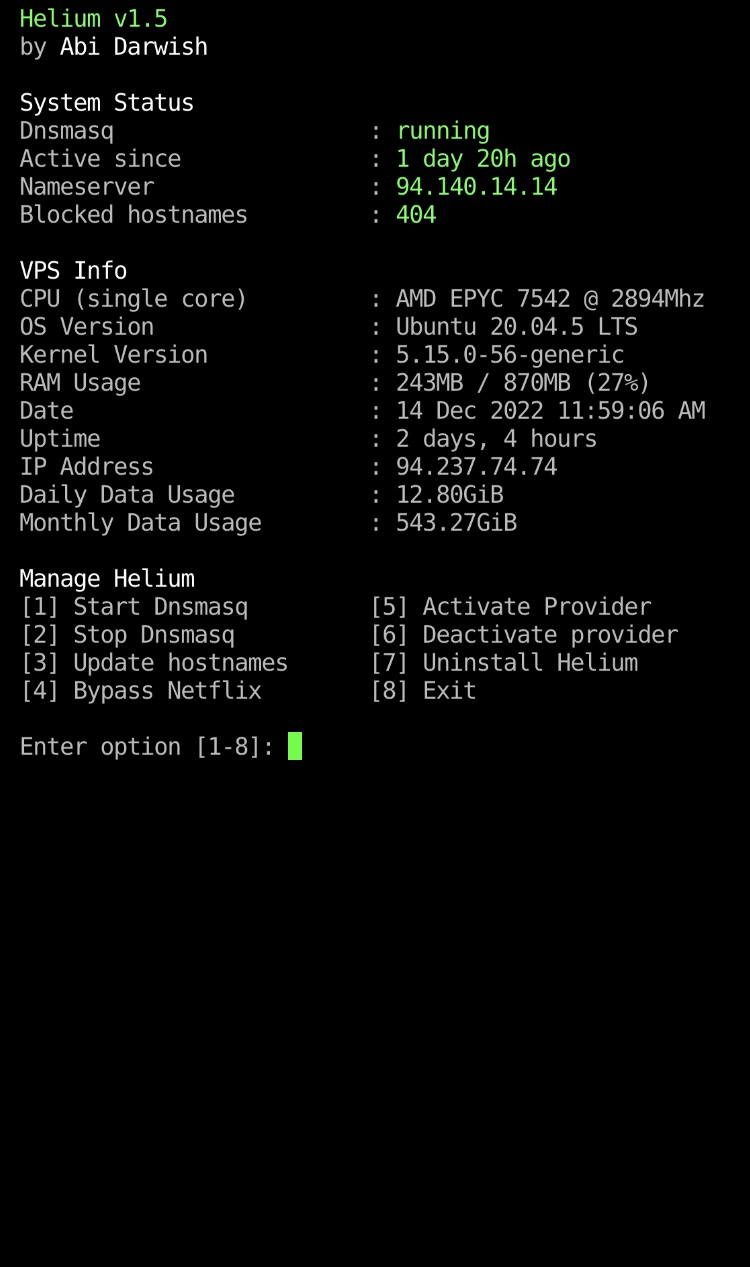 Helium v1.5
by Abi Darwish
System Status
Dnsmasq : running
Active since : 1 day 20h ago
Nameserver : 94.140.14.14
Blocked hostnames : 404
VPS Info
CPU (single core) : AMD EPYC 7542 @ 2894Mhz
OS Version : Ubuntu 20.04.5 LTS
Kernel Version : 5.15.0-56-generic
RAM Usage : 243MB / 870MB (27%)
Date : 14 Dec 2022 11:59:06 AM
Uptime : 2 days, 4 hours
IP Address : 94.237.74.74
Daily Data Usage : 12.80GiB
Monthly Data Usage : 543.27GiB
Manage Helium
[1] Start Dnsmasq [5] Activate Provider
[2] Stop Dnsmasq [6] Deactivate provider
[3] Update hostnames [7] Uninstall Helium
[4] Bypass Netflix [8] Exit
Enter option [1-8]: